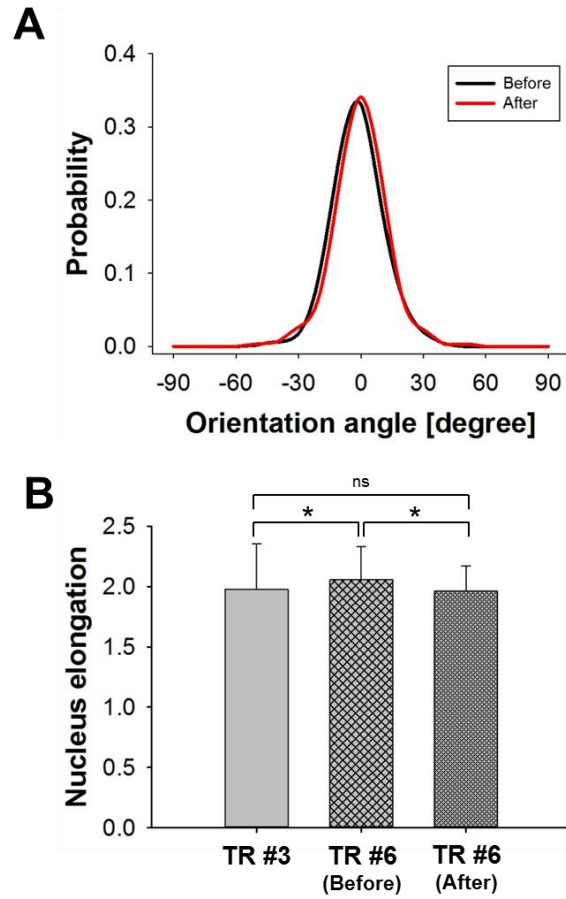 A
0.4
0.3
0.2
0.1
0.0
Probability
Before
After
-90 -60 -30 0 30 60 90
Orientation angle [degree]
B
ns
* *
2.5
2.0
1.5
1.0
0.5
0.0
Nucleus elongation
TR #3 TR #6 TR #6
(Before) (After)